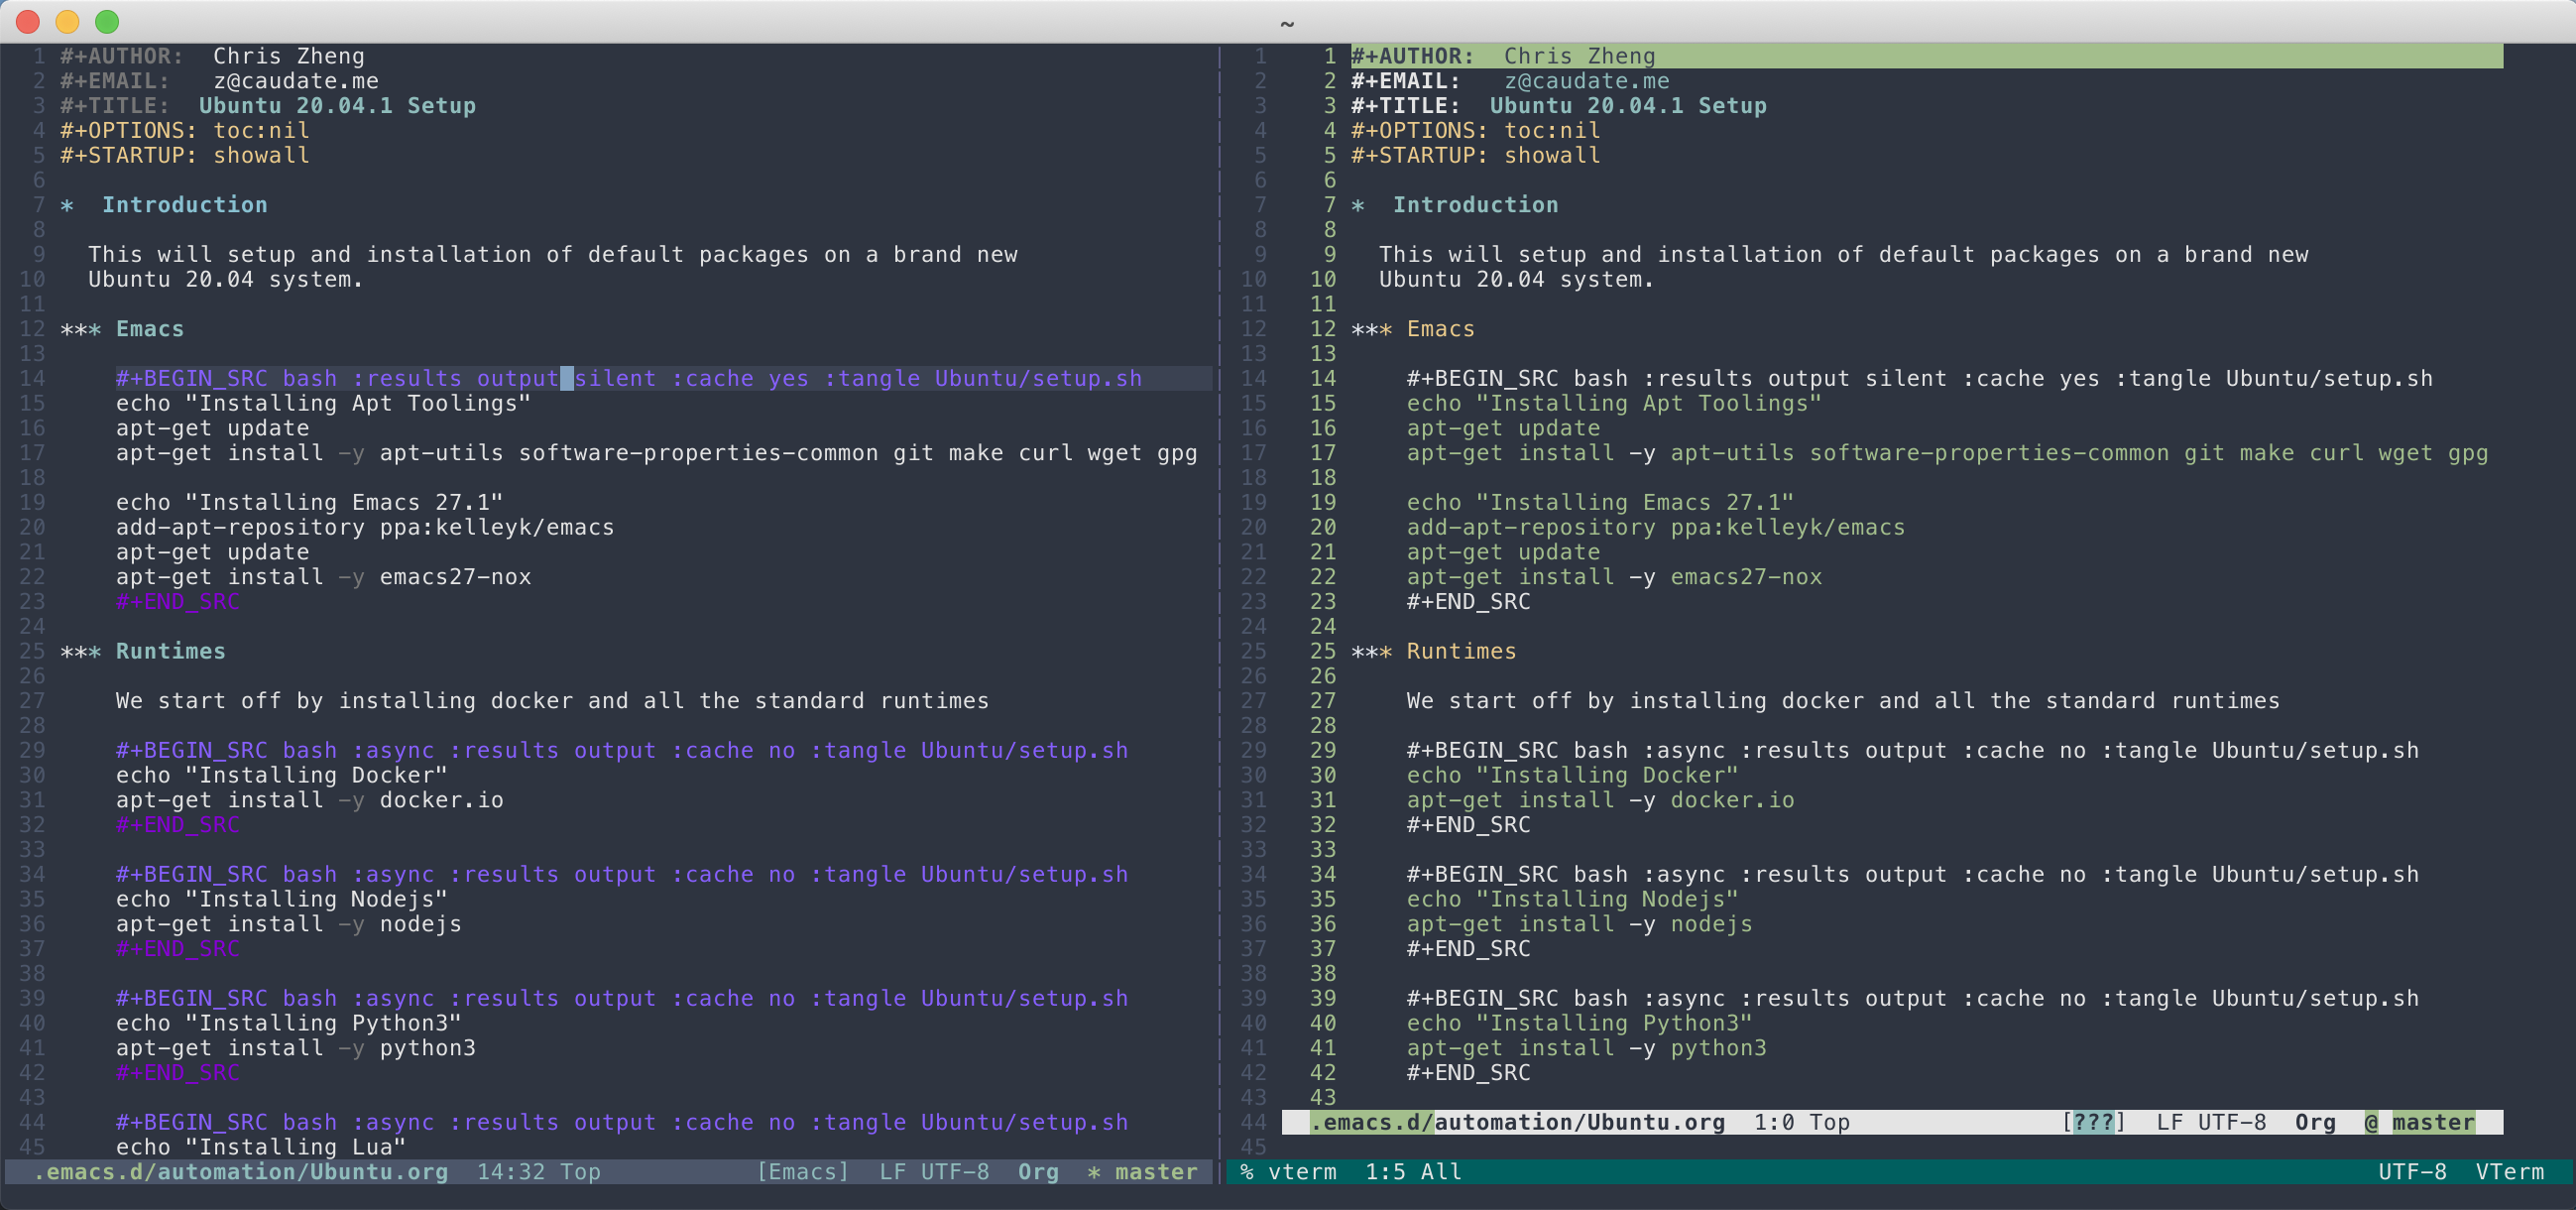 ~
1 #+AUTHOR:  Chris Zheng
2 #+EMAIL:   z@caudate.me
3 #+TITLE:  Ubuntu 20.04.1 Setup
4 #+OPTIONS: toc:nil
5 #+STARTUP: showall
6
7 *  Introduction
8
9   This will setup and installation of default packages on a brand new
10   Ubuntu 20.04 system.
11
12 *** Emacs
13
14     #+BEGIN_SRC bash :results output silent :cache yes :tangle Ubuntu/setup.sh
15     echo "Installing Apt Toolings"
16     apt-get update
17     apt-get install -y apt-utils software-properties-common git make curl wget gpg
18
19     echo "Installing Emacs 27.1"
20     add-apt-repository ppa:kelleyk/emacs
21     apt-get update
22     apt-get install -y emacs27-nox
23     #+END_SRC
24
25 *** Runtimes
26
27     We start off by installing docker and all the standard runtimes
28
29     #+BEGIN_SRC bash :async :results output :cache no :tangle Ubuntu/setup.sh
30     echo "Installing Docker"
31     apt-get install -y docker.io
32     #+END_SRC
33
34     #+BEGIN_SRC bash :async :results output :cache no :tangle Ubuntu/setup.sh
35     echo "Installing Nodejs"
36     apt-get install -y nodejs
37     #+END_SRC
38
39     #+BEGIN_SRC bash :async :results output :cache no :tangle Ubuntu/setup.sh
40     echo "Installing Python3"
41     apt-get install -y python3
42     #+END_SRC
43
44     #+BEGIN_SRC bash :async :results output :cache no :tangle Ubuntu/setup.sh
45     echo "Installing Lua"
.emacs.d/automation/Ubuntu.org  14:32 Top  [Emacs]  LF UTF-8  Org  * master
1 1 #+AUTHOR:  Chris Zheng
2 2 #+EMAIL:   z@caudate.me
3 3 #+TITLE:  Ubuntu 20.04.1 Setup
4 4 #+OPTIONS: toc:nil
5 5 #+STARTUP: showall
6 6
7 7 *  Introduction
8 8
9 9   This will setup and installation of default packages on a brand new
10 10   Ubuntu 20.04 system.
11 11
12 12 *** Emacs
13 13
14 14     #+BEGIN_SRC bash :results output silent :cache yes :tangle Ubuntu/setup.sh
15 15     echo "Installing Apt Toolings"
16 16     apt-get update
17 17     apt-get install -y apt-utils software-properties-common git make curl wget gpg
18 18
19 19     echo "Installing Emacs 27.1"
20 20     add-apt-repository ppa:kelleyk/emacs
21 21     apt-get update
22 22     apt-get install -y emacs27-nox
23 23     #+END_SRC
24 24
25 25 *** Runtimes
26 26
27 27     We start off by installing docker and all the standard runtimes
28 28
29 29     #+BEGIN_SRC bash :async :results output :cache no :tangle Ubuntu/setup.sh
30 30     echo "Installing Docker"
31 31     apt-get install -y docker.io
32 32     #+END_SRC
33 33
34 34     #+BEGIN_SRC bash :async :results output :cache no :tangle Ubuntu/setup.sh
35 35     echo "Installing Nodejs"
36 36     apt-get install -y nodejs
37 37     #+END_SRC
38 38
39 39     #+BEGIN_SRC bash :async :results output :cache no :tangle Ubuntu/setup.sh
40 40     echo "Installing Python3"
41 41     apt-get install -y python3
42 42     #+END_SRC
43 43
44 .emacs.d/automation/Ubuntu.org  1:0 Top  [???]  LF UTF-8  Org  @ master
45
% vterm  1:5 All  UTF-8  VTerm